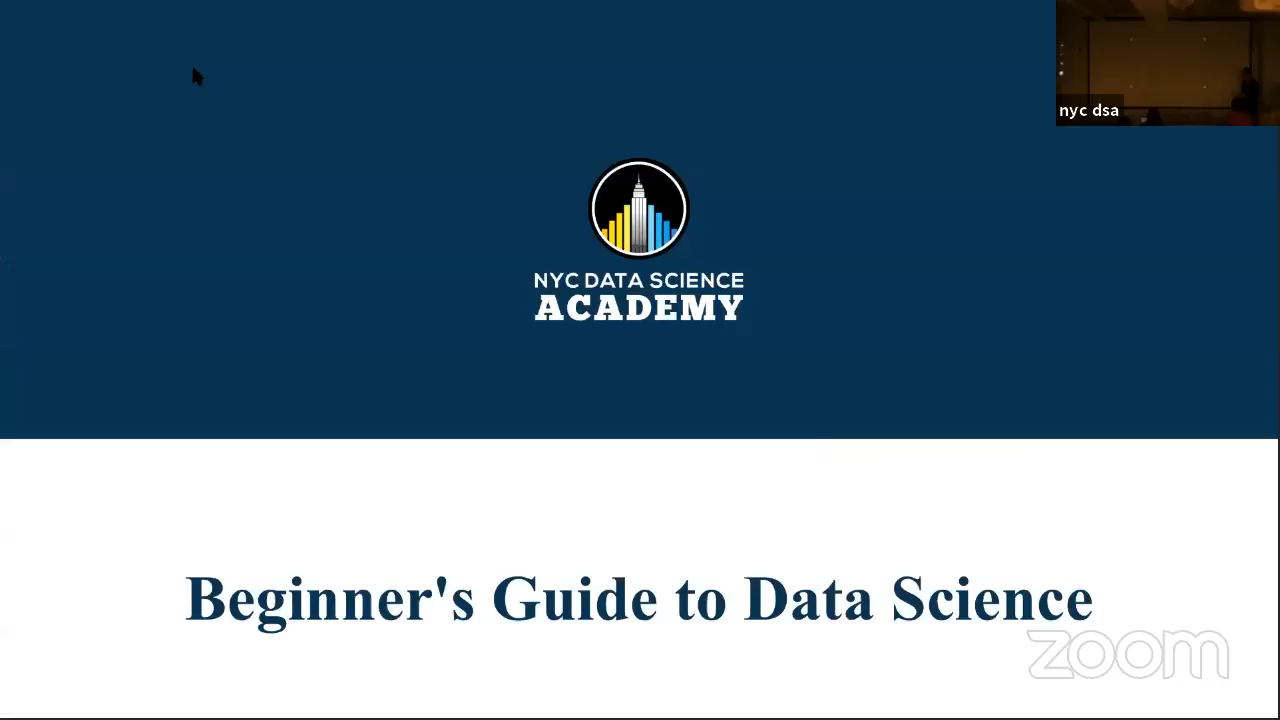 nyc dsa
NYC DATA SCIENCE
ACADEMY
Beginner's Guide to Data Science
zoom